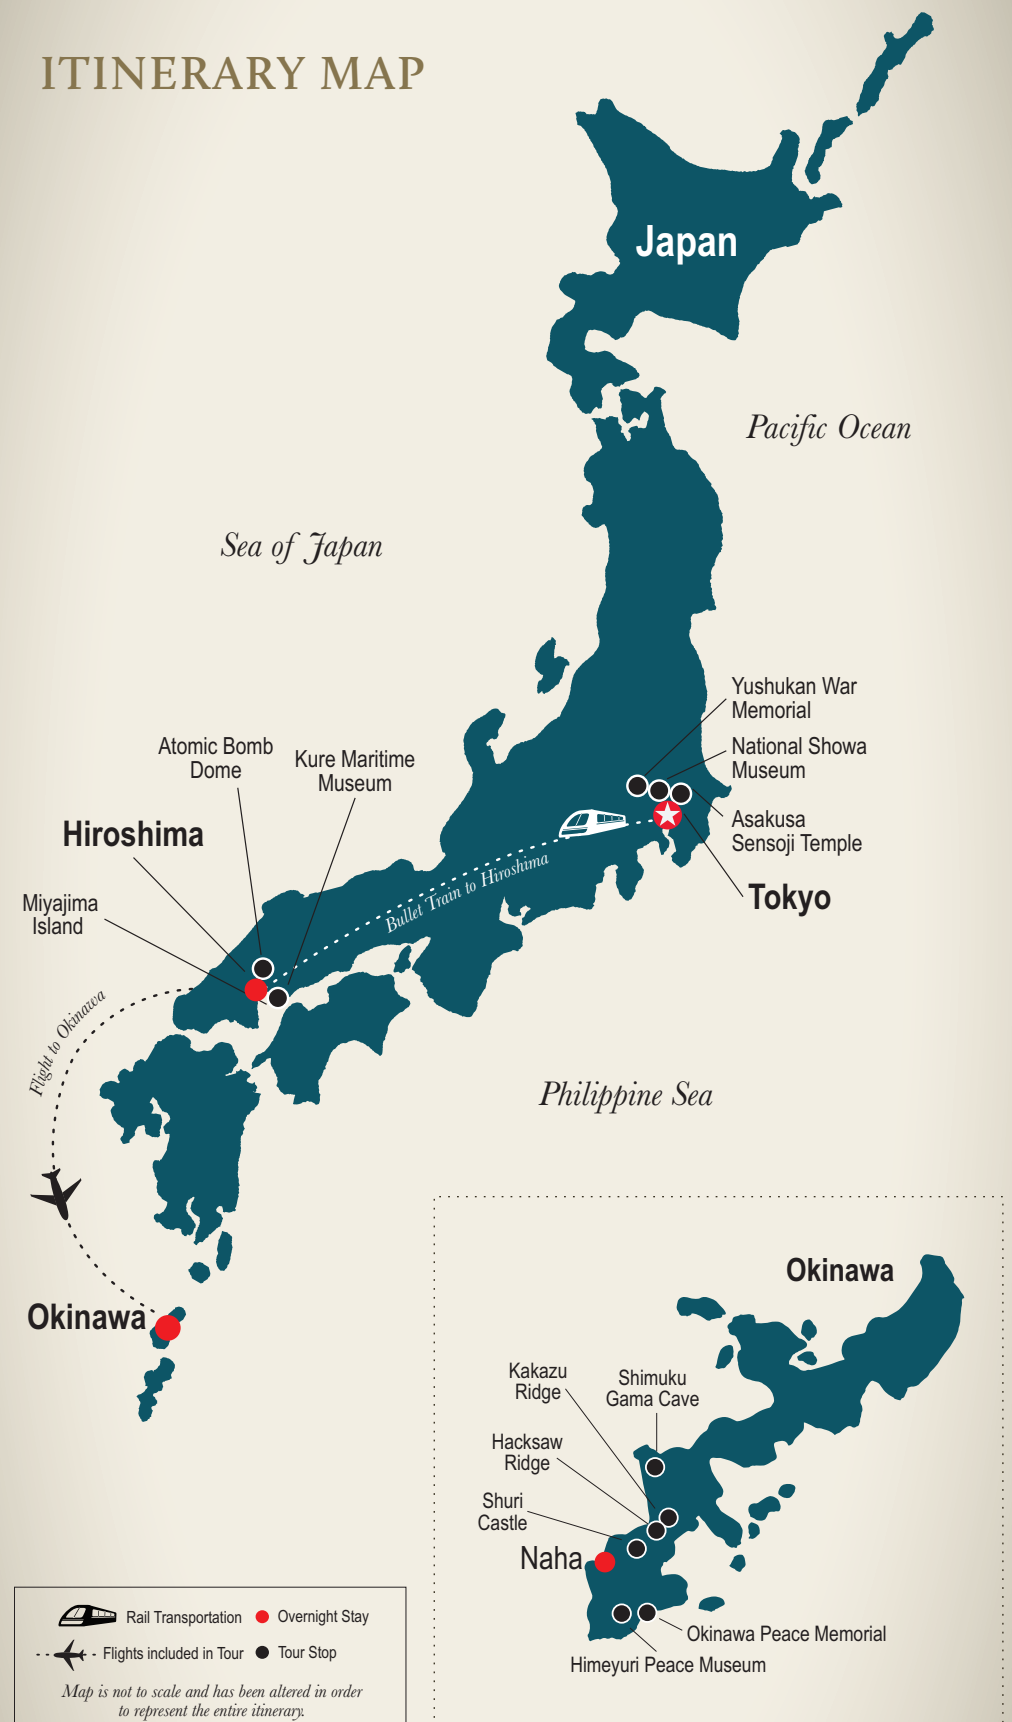 ITINERARY MAP
Japan
Pacific Ocean
Sea of Japan
Yushukan War
Memorial
National Showa
Museum
Asakusa
Sensoji Temple
Tokyo
Atomic Bomb
Dome
Kure Maritime
Museum
Hiroshima
Miyajima
Island
Bullet Train to Hiroshima
Flight to Okinawa
Philippine Sea
Okinawa
Okinawa
Kakazu
Ridge
Shimuku
Gama Cave
Hacksaw
Ridge
Shuri
Castle
Naha
Okinawa Peace Memorial
Himeyuri Peace Museum
Rail Transportation
Overnight Stay
Flights included in Tour
Tour Stop
Map is not to scale and has been altered in order
to represent the entire itinerary.